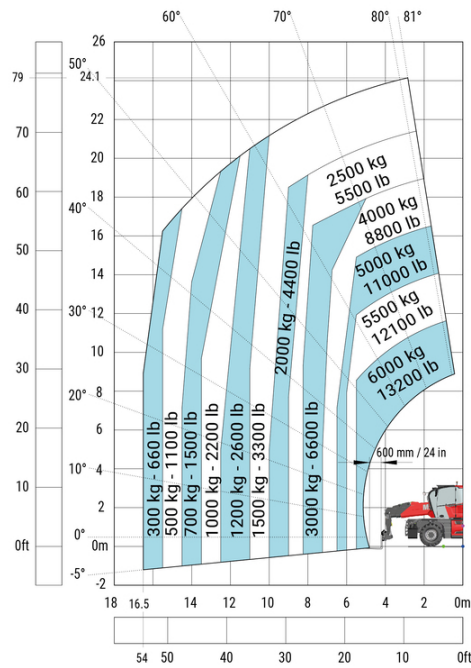 60°
70°
80°
81°
26
50°
79
24.1
70
22
20
60
18
40°
50
16
14
40
30°
12
30
10
8
20°
20
6
10°
4
10
2
0°
0ft
0m
-5°
-2
2500 kg
5500 lb
4000 kg
8800 lb
5000 kg
11000 lb
5500 kg
12100 lb
6000 kg
13200 lb
600 mm / 24 in
300 kg - 660 lb
500 kg - 1100 lb
700 kg - 1500 lb
1000 kg - 2200 lb
1200 kg - 2600 lb
1500 kg - 3300 lb
2000 kg - 4400 lb
3000 kg - 6600 lb
18 16.5 14 12 10 8 6 4 2 0m
54 50 40 30 20 10 0ft